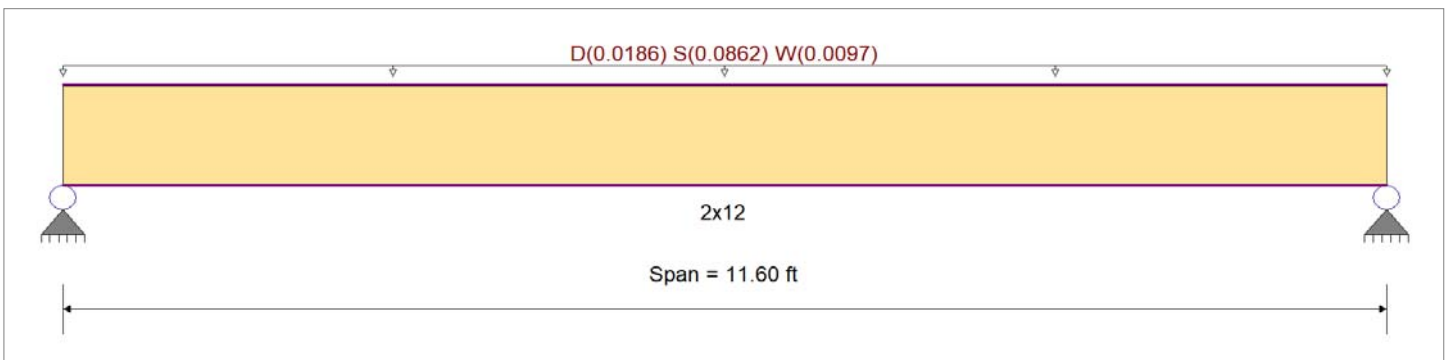 D(0.0186) S(0.0862) W(0.0097)
2x12
Span = 11.60 ft